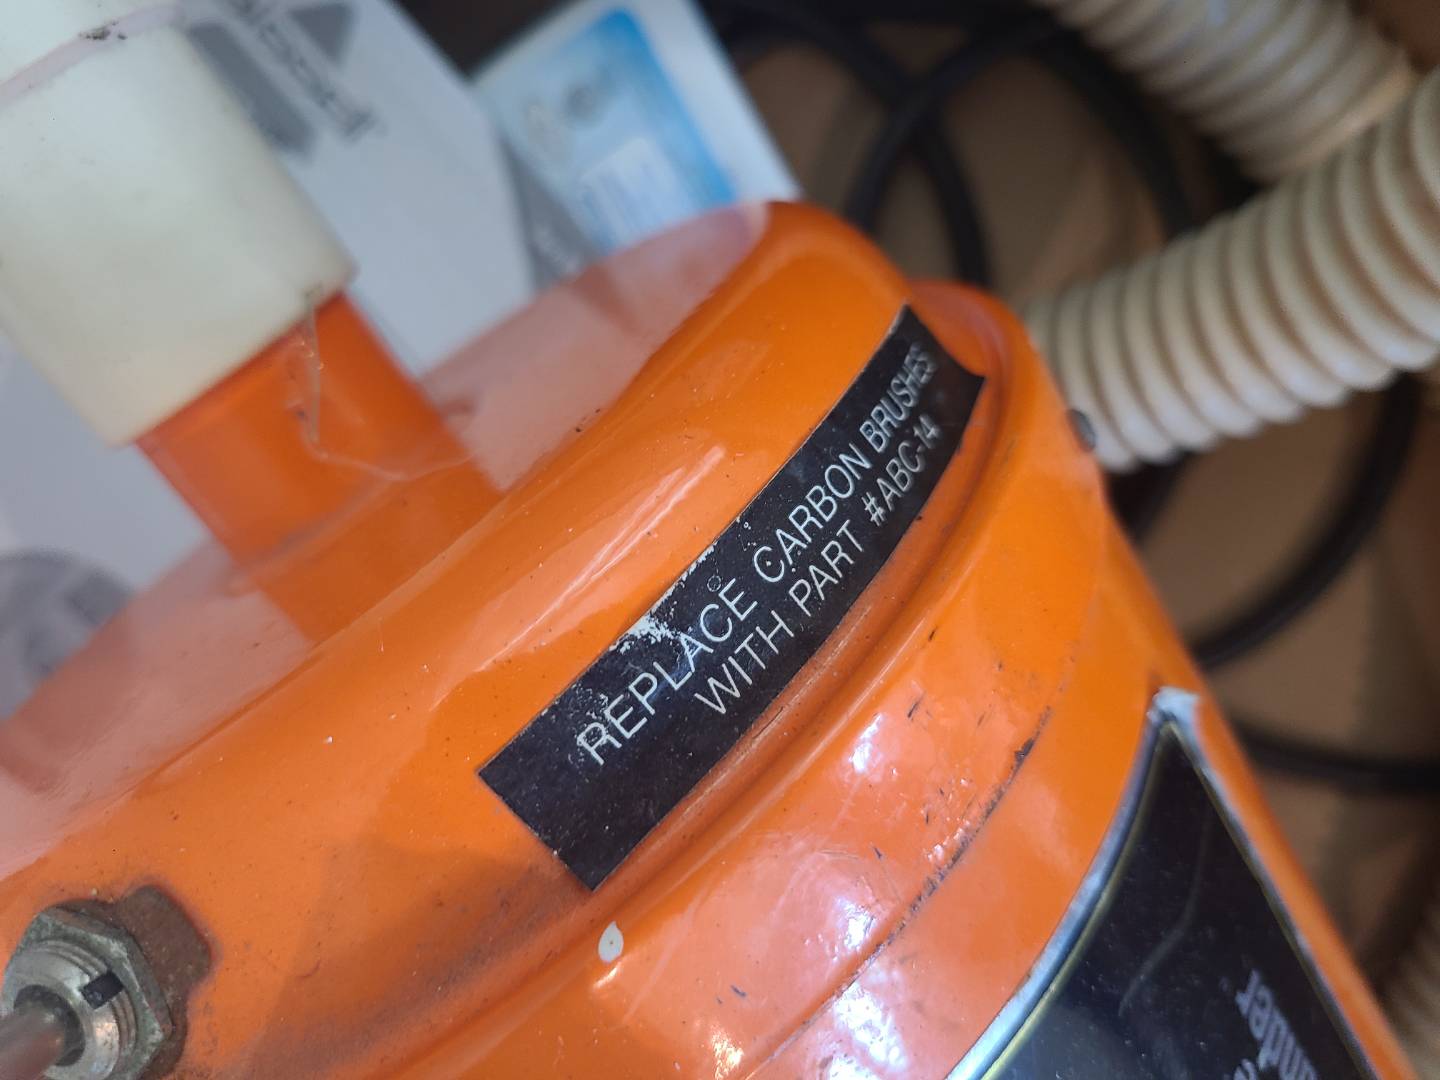 REPLACE CARBON BRUSHES
WITH PART #ABC-14